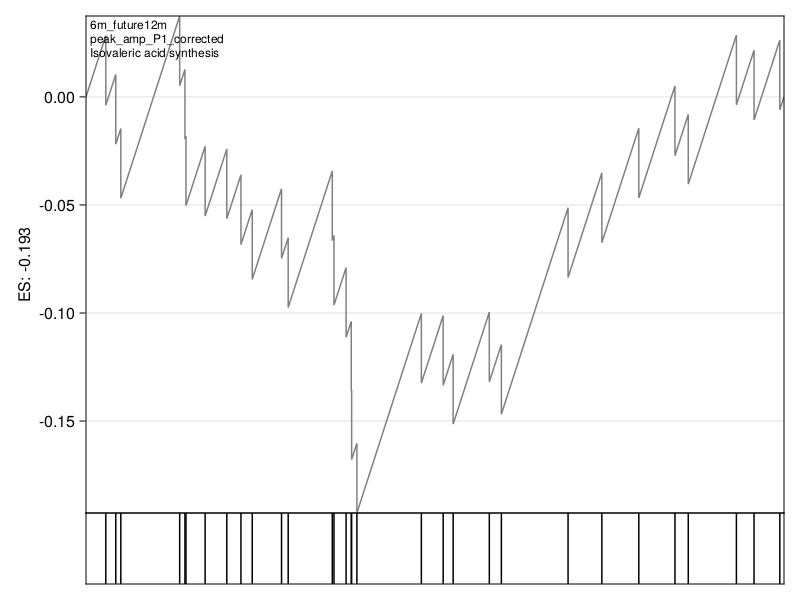 6m_future12m
peak_amp_P1_corrected
Isovaleric acid synthesis
0.00
-0.05
-0.10
-0.15
ES: -0.193